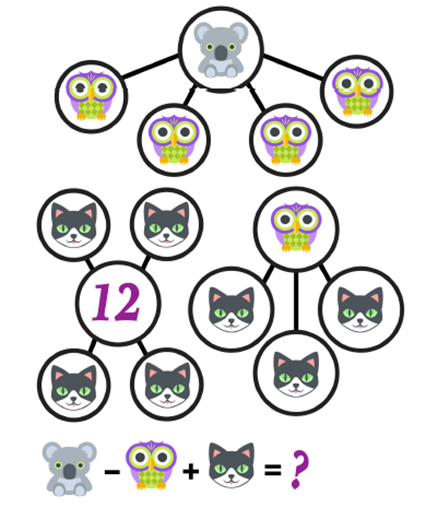 12
- + = ?